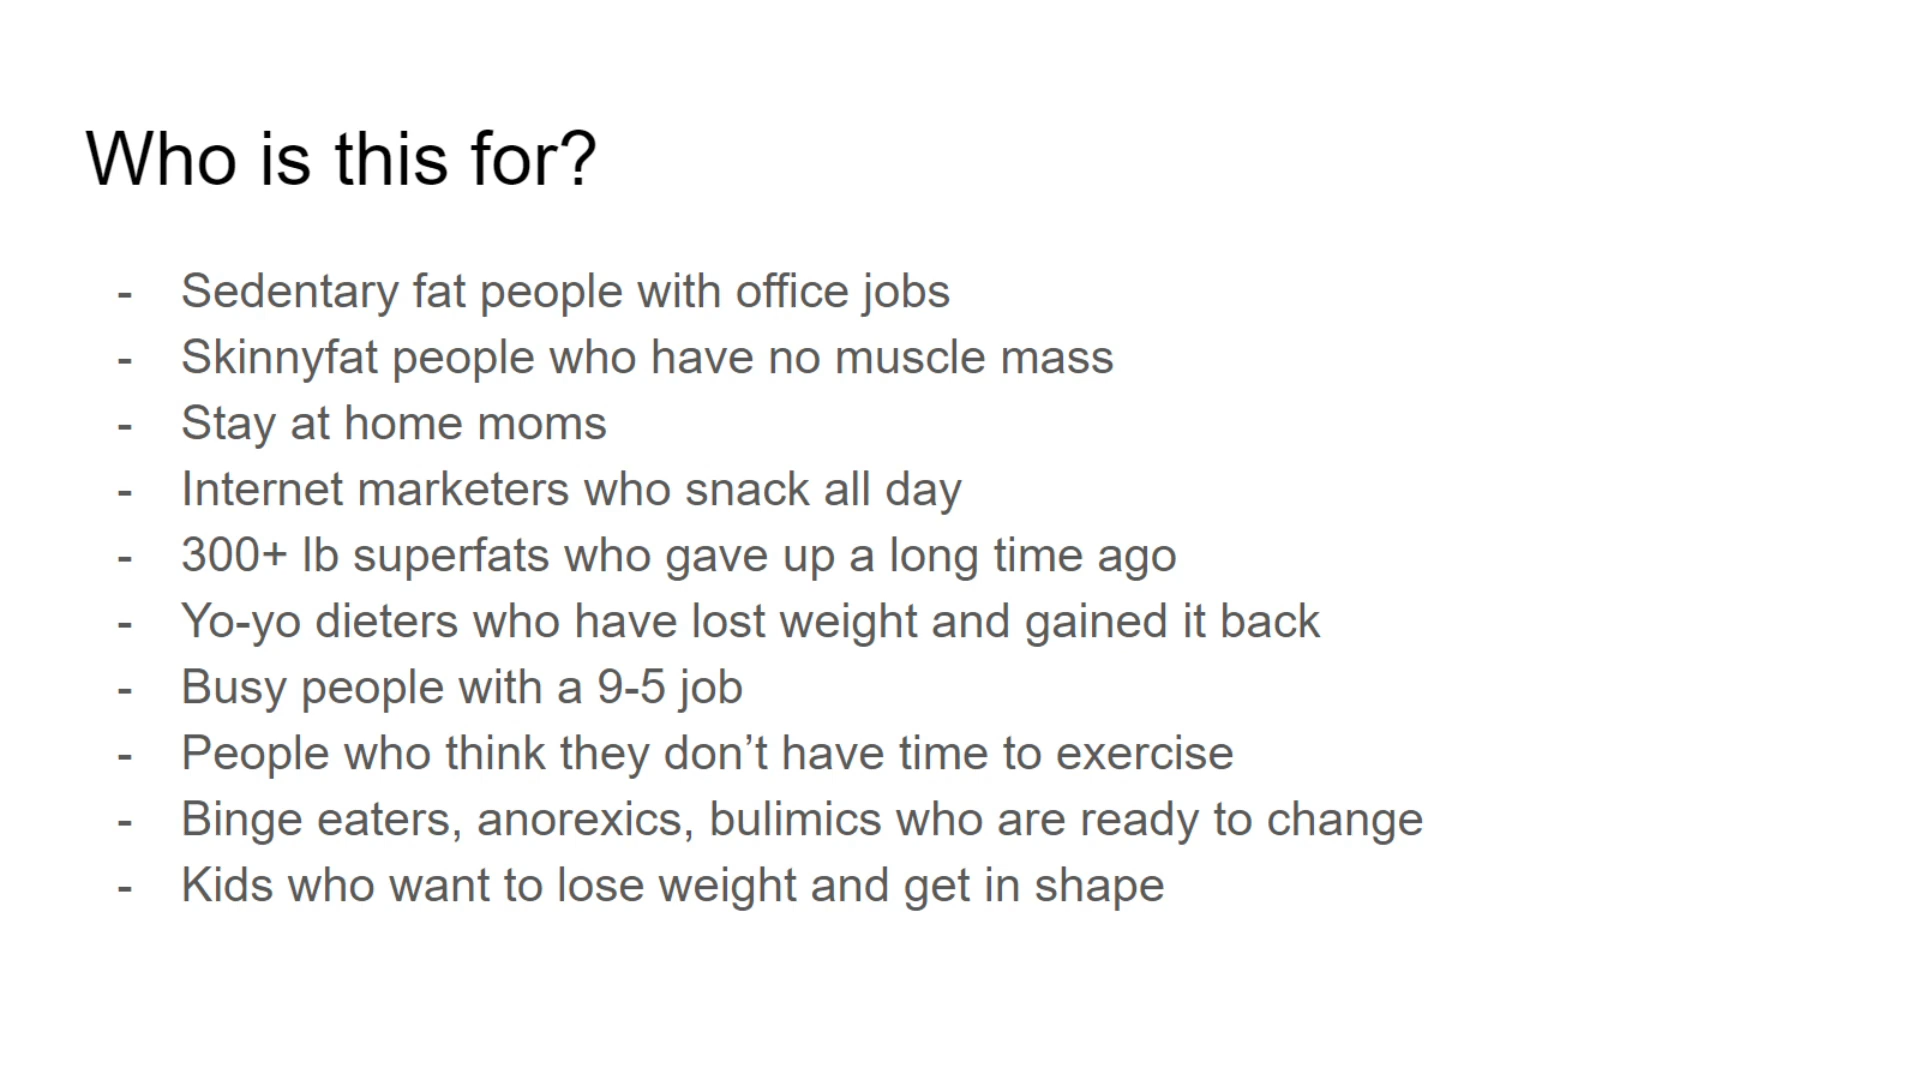 Who is this for?
- Sedentary fat people with office jobs
- Skinnyfat people who have no muscle mass
- Stay at home moms
- Internet marketers who snack all day
- 300+ lb superfats who gave up a long time ago
- Yo-yo dieters who have lost weight and gained it back
- Busy people with a 9-5 job
- People who think they don’t have time to exercise
- Binge eaters, anorexics, bulimics who are ready to change
- Kids who want to lose weight and get in shape